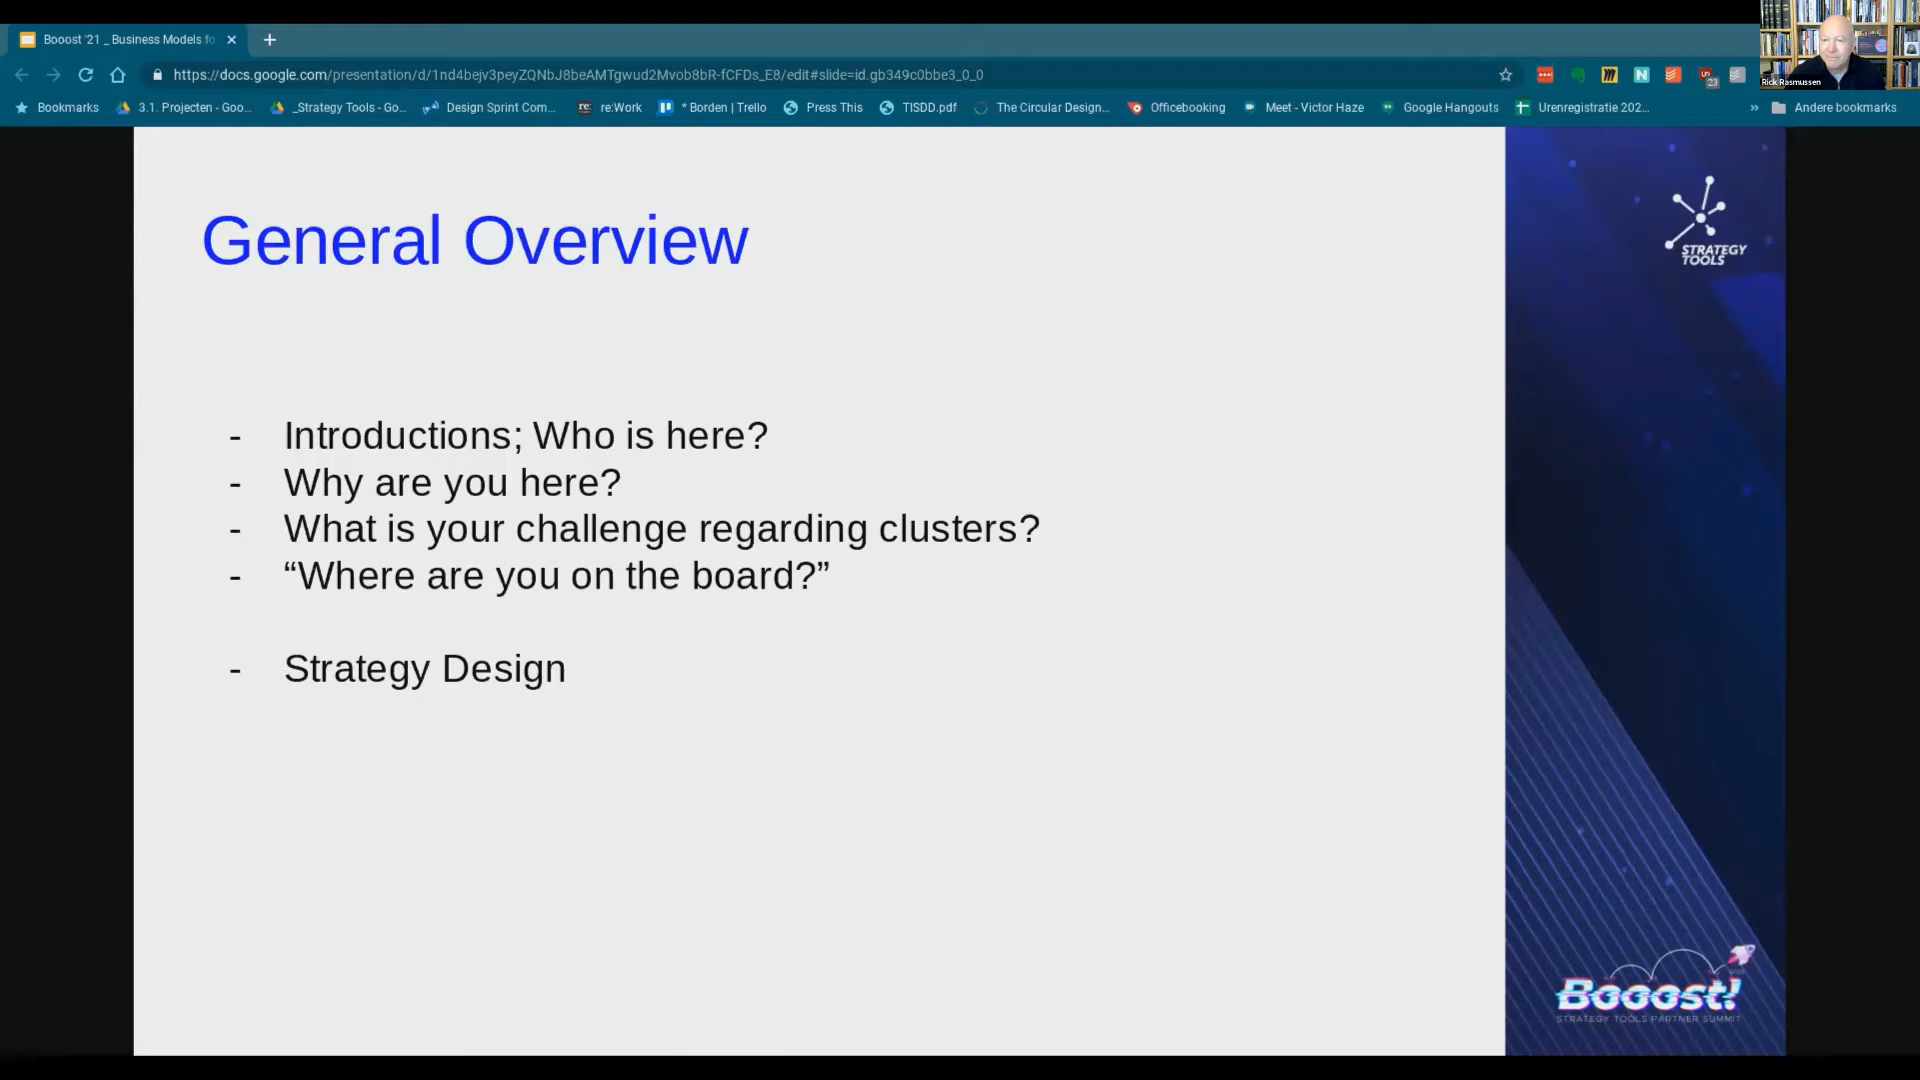 Booost '21 _ Business Models fo
https://docs.google.com/presentation/d/1nd4bejv3peyZQNbJ8beAMTgwud2Mvob8bR-fCFDs_E8/edit#slide=id.gb349c0bbe3_0_0
23
Rick Rasmussen
Bookmarks 3.1. Projecten - Goo... _Strategy Tools - Go... Design Sprint Com... re: re:Work * Borden | Trello Press This TISDD.pdf The Circular Design... Officebooking Meet - Victor Haze Google Hangouts Urenregistratie 202... » Andere bookmarks
General Overview
STRATEGY
TOOLS
- Introductions; Who is here?
- Why are you here?
- What is your challenge regarding clusters?
- “Where are you on the board?”
- Strategy Design
Booost!
STRATEGY TOOLS PARTNER SUMMIT